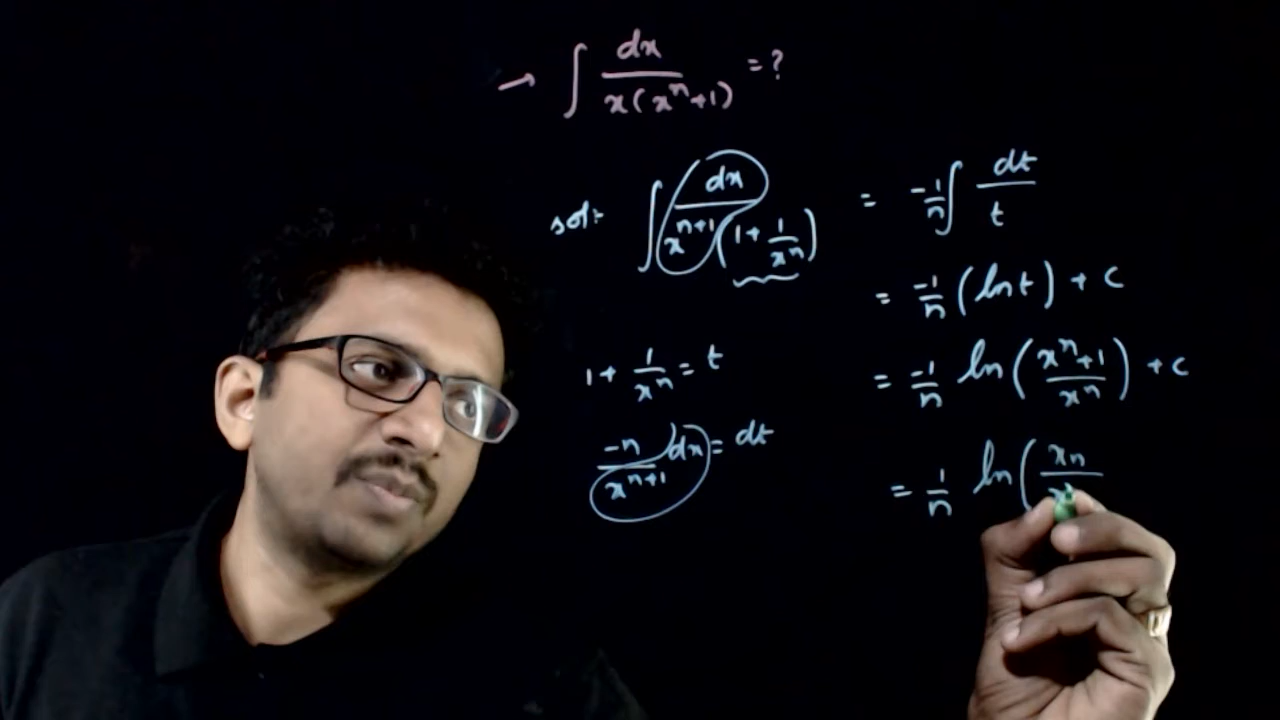 → ∫ dx / x(xⁿ+1) = ?
sol:- ∫ dx / xⁿ⁺¹(1 + 1/xⁿ)
1 + 1/xⁿ = t
-n/xⁿ⁺¹ dx = dt
= -1/n ∫ dt/t
= -1/n (ln t) + c
= -1/n ln((xⁿ+1)/xⁿ) + c
= 1/n ln(xn/